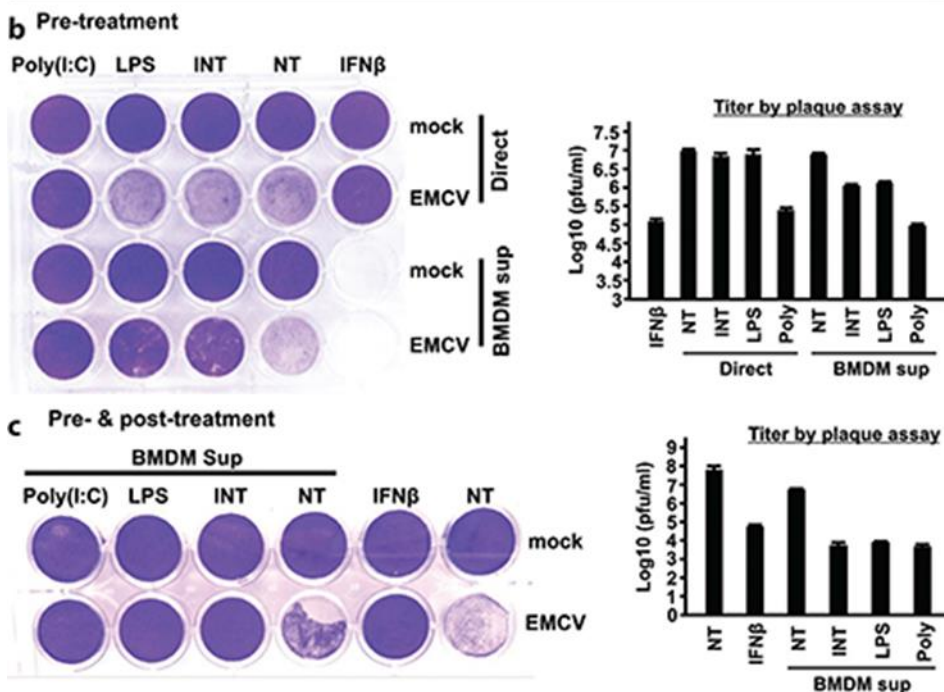 b Pre-treatment
Poly(I:C) LPS INT NT IFNβ
mock
EMCV
Direct
mock
EMCV
BMDM sup
Titer by plaque assay
Log10 (pfu/ml)
7.5
7
6.5
6
5.5
5
4.5
4
3.5
3
IFNβ NT INT LPS Poly NT INT LPS Poly
Direct BMDM sup
c Pre- & post-treatment
BMDM Sup
Poly(I:C) LPS INT NT IFNβ NT
mock
EMCV
Titer by plaque assay
Log10 (pfu/ml)
9
8
7
6
5
4
3
2
1
0
NT IFNβ NT INT LPS Poly
BMDM sup